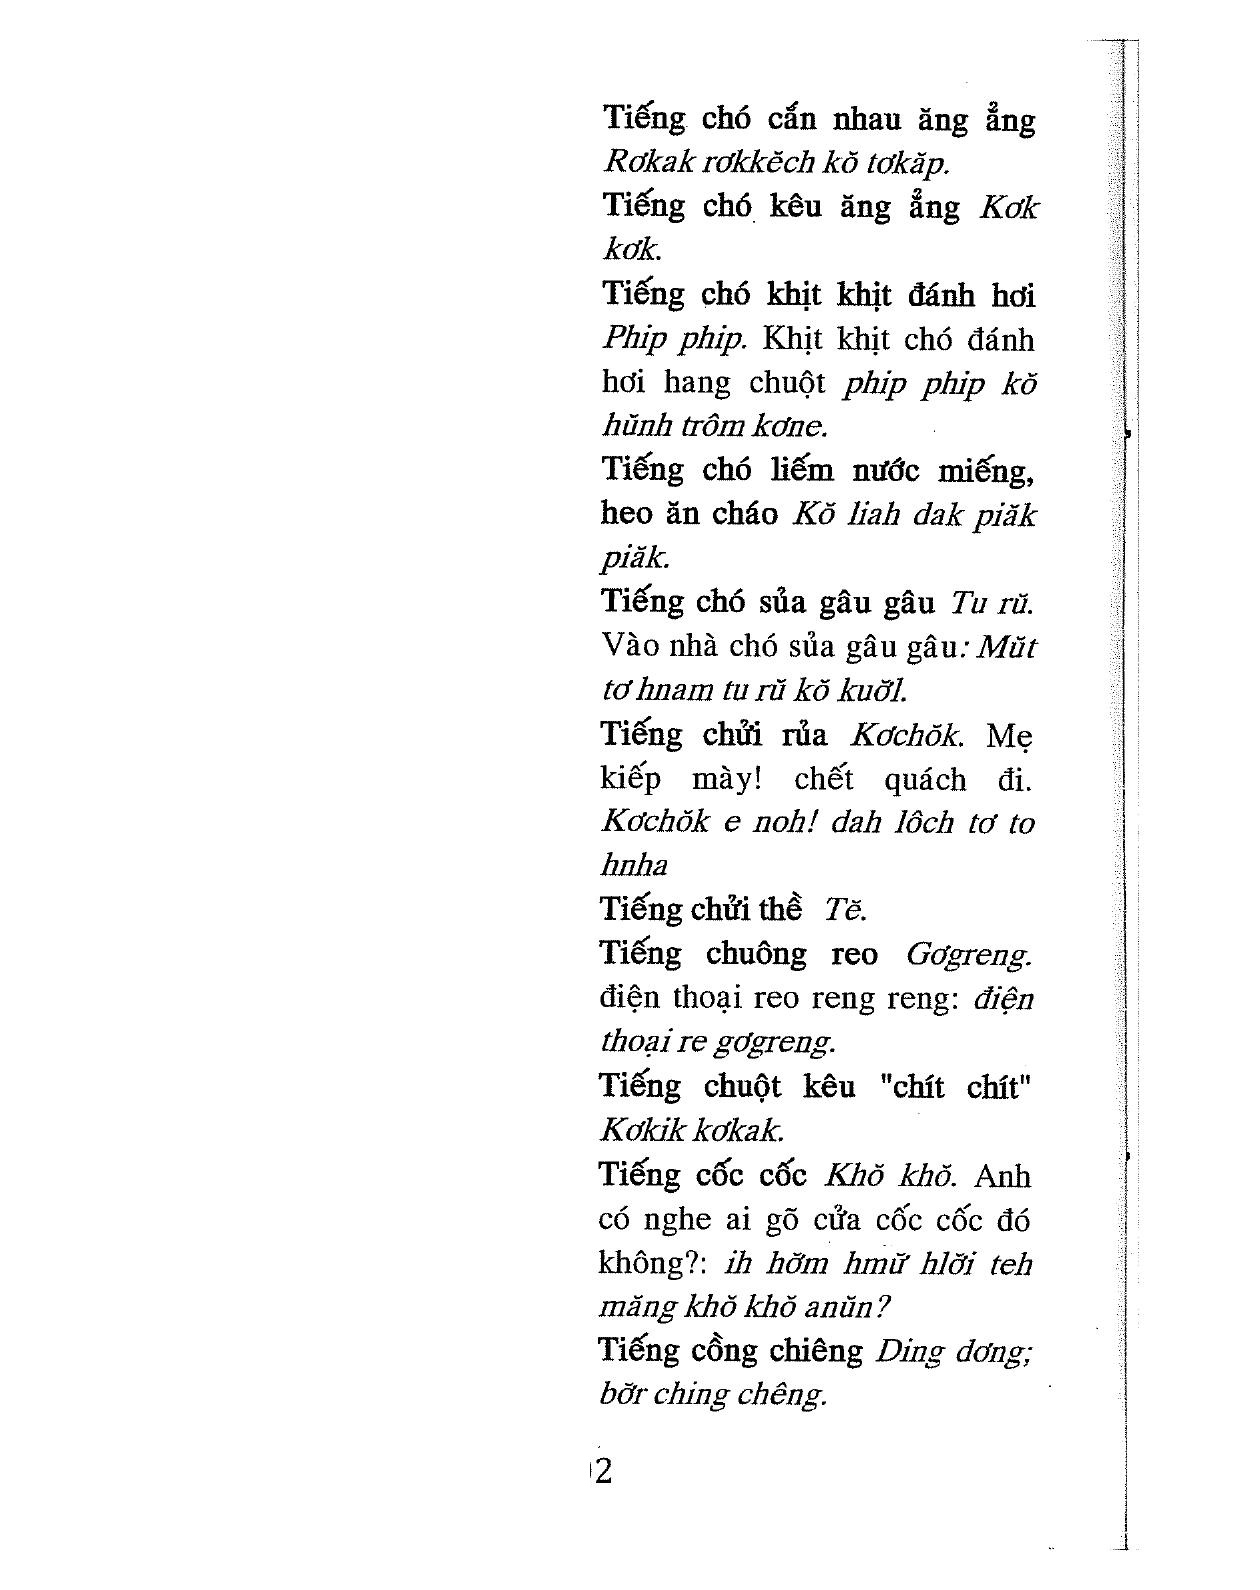 Tiếng chó cắn nhau ăng ẳng
Rơkak rơkkĕch kŏ tơkăp.
Tiếng chó kêu ăng ẳng Kơk
kơk.
Tiếng chó khịt khịt đánh hơi
Phip phip. Khịt khịt chó đánh
hơi hang chuột phip phip kŏ
hŭnh trôm kơne.
Tiếng chó liếm nước miếng,
heo ăn cháo Kŏ liah dak piăk
piăk.
Tiếng chó sủa gâu gâu Tu rŭ.
Vào nhà chó sủa gâu gâu: Mŭt
tơ hnam tu rŭ kŏ kuơ̆l.
Tiếng chửi rủa Kơchŏk. Mẹ
kiếp mày! chết quách đi.
Kơchŏk e noh! dah lôch tơ to
hnha
Tiếng chửi thề Tĕ.
Tiếng chuông reo Gơgreng.
điện thoại reo reng reng: điện
thoại re gơgreng.
Tiếng chuột kêu "chít chít"
Kơkik kơkak.
Tiếng cốc cốc Khŏ khŏ. Anh
có nghe ai gõ cửa cốc cốc đó
không?: ih hơ̆m hmư̆ hlơ̆i teh
măng khŏ khŏ anŭn?
Tiếng cồng chiêng Ding dơng;
bơ̆r ching chêng.
2